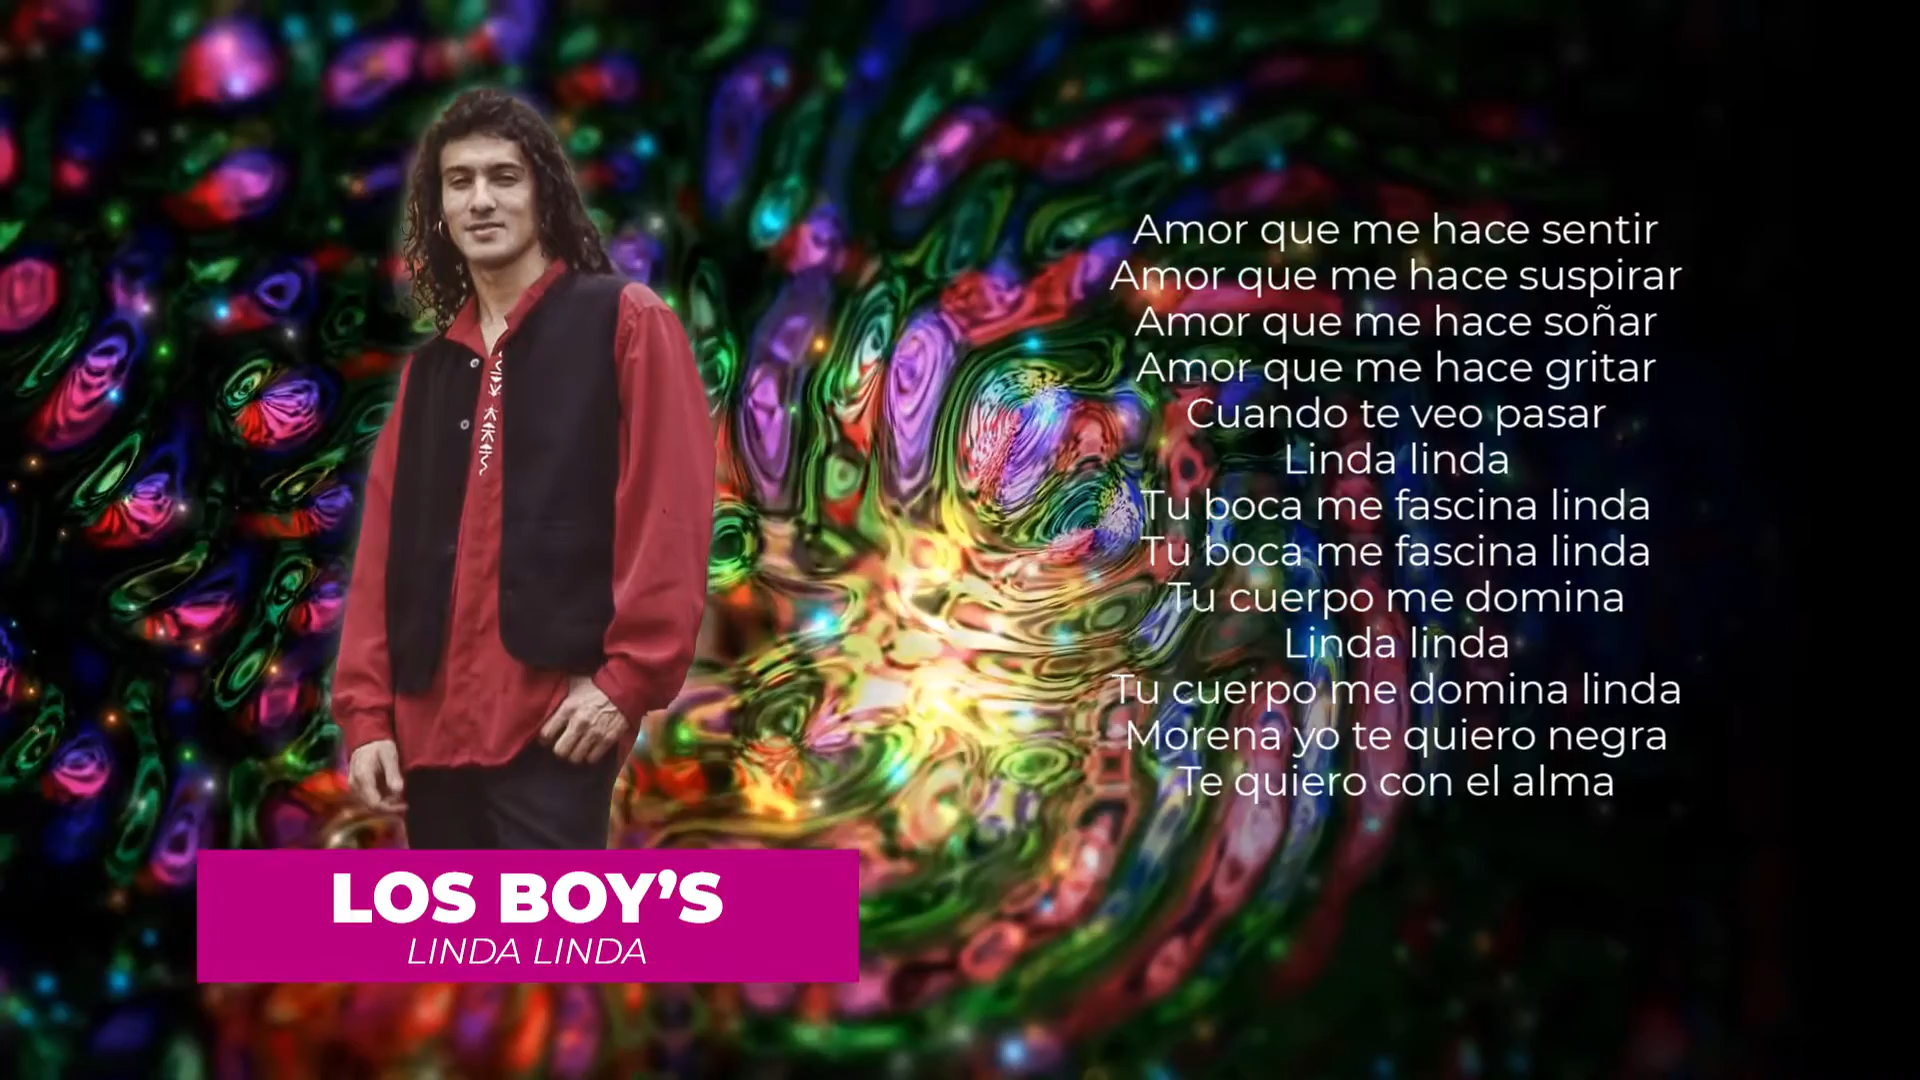 Amor que me hace sentir
Amor que me hace suspirar
Amor que me hace soñar
Amor que me hace gritar
Cuando te veo pasar
Linda linda
Tu boca me fascina linda
Tu boca me fascina linda
Tu cuerpo me domina
Linda linda
Tu cuerpo me domina linda
Morena yo te quiero negra
Te quiero con el alma
LOS BOY’S
LINDA LINDA